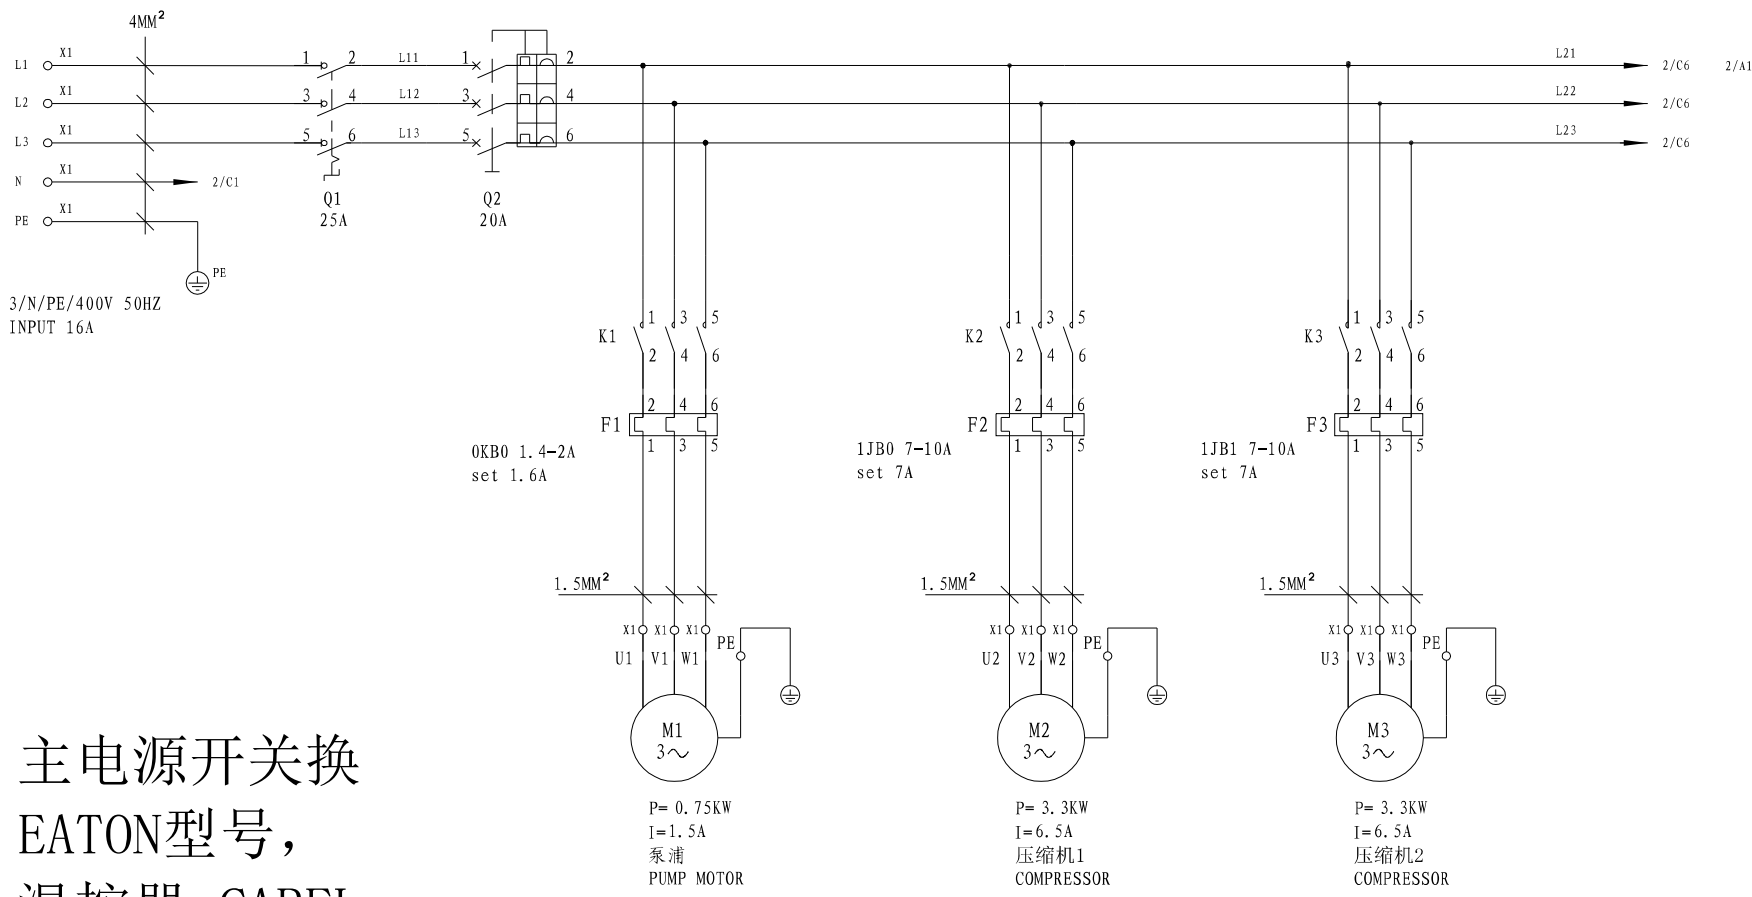 4MM²
L1 X1 1 2 L11 1 2 L21 2/C6 2/A1
L2 X1 3 4 L12 3 4 L22 2/C6
L3 X1 5 6 L13 5 6 L23 2/C6
N X1 2/C1
PE X1
Q1
25A
Q2
20A
PE
3/N/PE/400V 50HZ
INPUT 16A
K1 1 3 5
2 4 6
K2 1 3 5
2 4 6
K3 1 3 5
2 4 6
F1 2 4 6
1 3 5
F2 2 4 6
1 3 5
F3 2 4 6
1 3 5
0KB0 1.4-2A
set 1.6A
1JB0 7-10A
set 7A
1JB1 7-10A
set 7A
1.5MM²
1.5MM²
1.5MM²
X1 X1 X1 PE
U1 V1 W1
X1 X1 X1 PE
U2 V2 W2
X1 X1 X1 PE
U3 V3 W3
M1
3～
M2
3～
M3
3～
P= 0.75KW
I=1.5A
泵浦
PUMP MOTOR
P= 3.3KW
I=6.5A
压缩机1
COMPRESSOR
P= 3.3KW
I=6.5A
压缩机2
COMPRESSOR
主电源开关换
EATON型号，